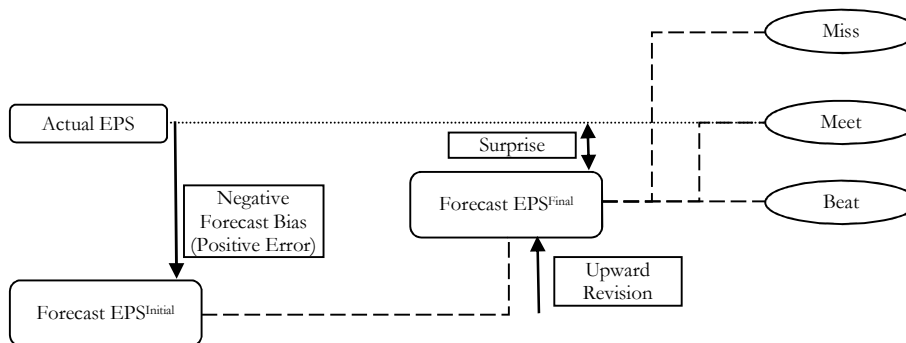 Miss
Actual EPS
Meet
Surprise
Negative
Forecast Bias
(Positive Error)
Forecast EPSFinal
Beat
Upward
Revision
Forecast EPSInitial